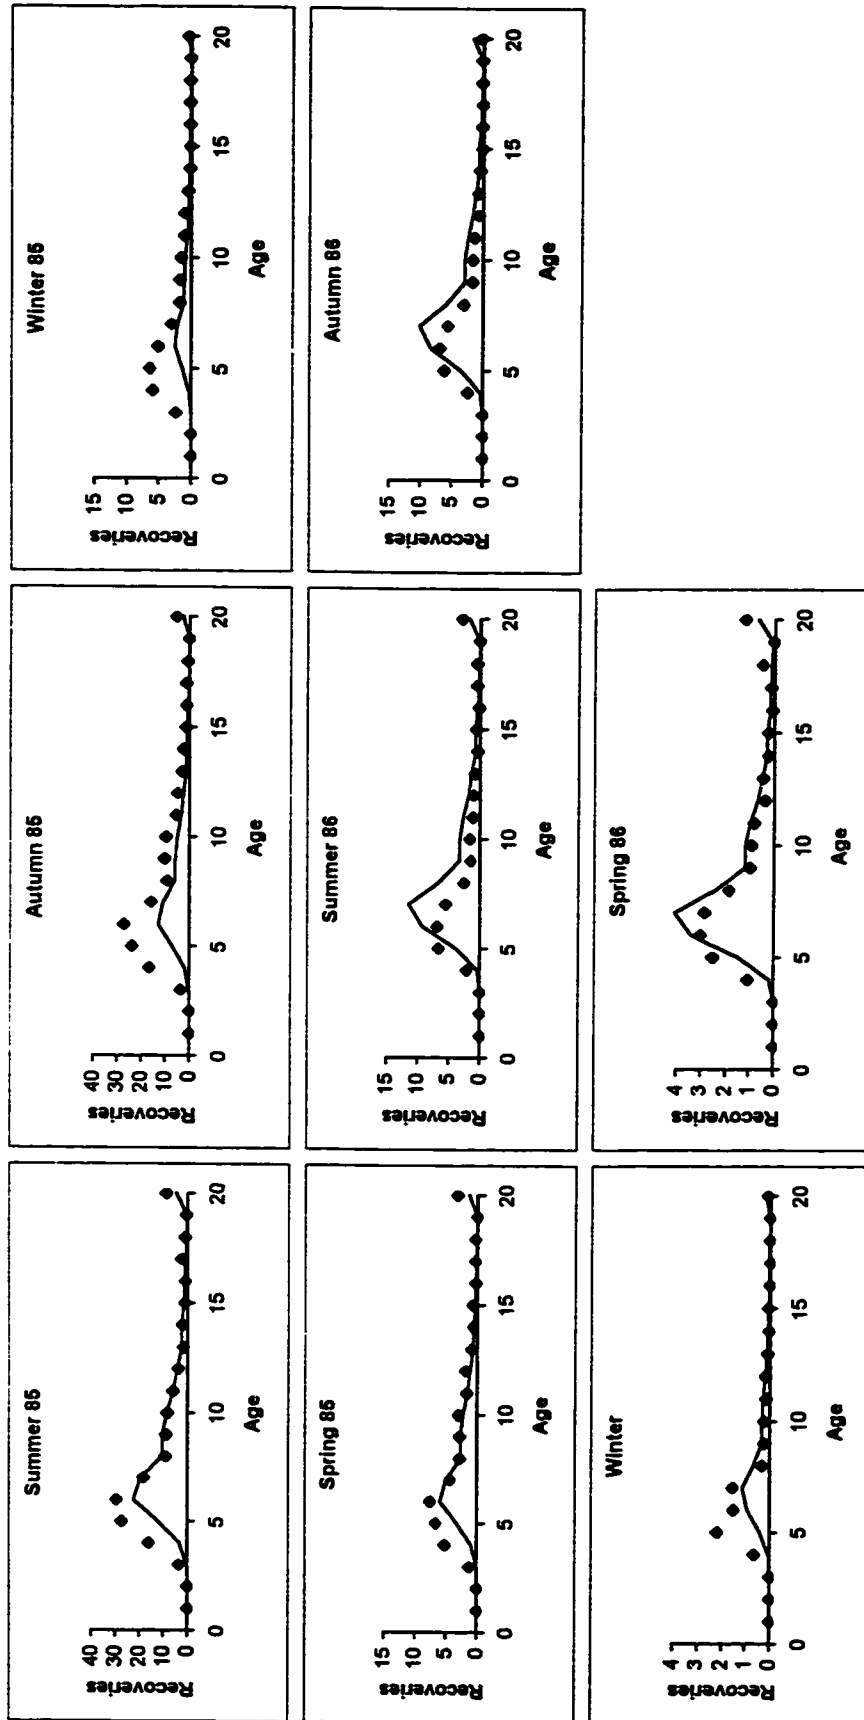 Summer 85
Recoveries
40
30
20
10
0
0 5 10 15 20
Age
Autumn 85
Recoveries
40
30
20
10
0
0 5 10 15 20
Age
Winter 85
Recoveries
15
10
5
0
0 5 10 15 20
Age
Spring 85
Recoveries
15
10
5
0
0 5 10 15 20
Age
Summer 86
Recoveries
15
10
5
0
0 5 10 15 20
Age
Autumn 86
Recoveries
15
10
5
0
0 5 10 15 20
Age
Winter
Recoveries
4
3
2
1
0
0 5 10 15 20
Age
Spring 86
Recoveries
4
3
2
1
0
0 5 10 15 20
Age